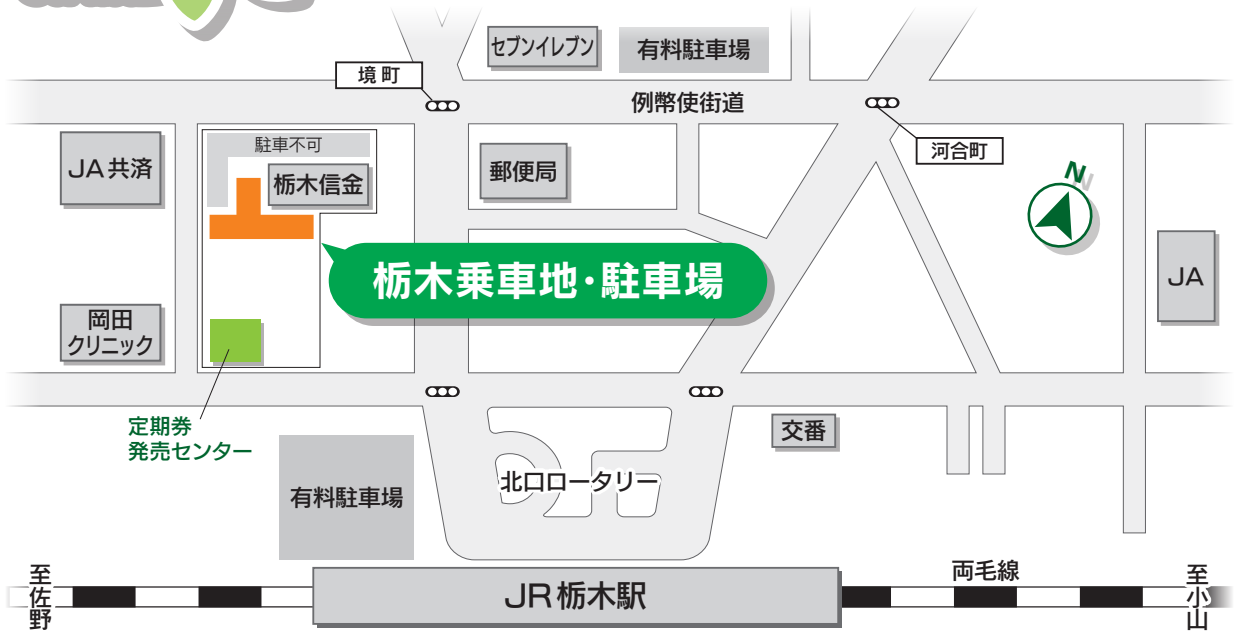 セブンイレブン
有料駐車場
境町
例幣使街道
河合町
N
JA共済
駐車不可
栃木信金
郵便局
栃木乗車地・駐車場
JA
岡田
クリニック
定期券
発売センター
交番
有料駐車場
北口ロータリー
至佐野
JR栃木駅
両毛線
至小山